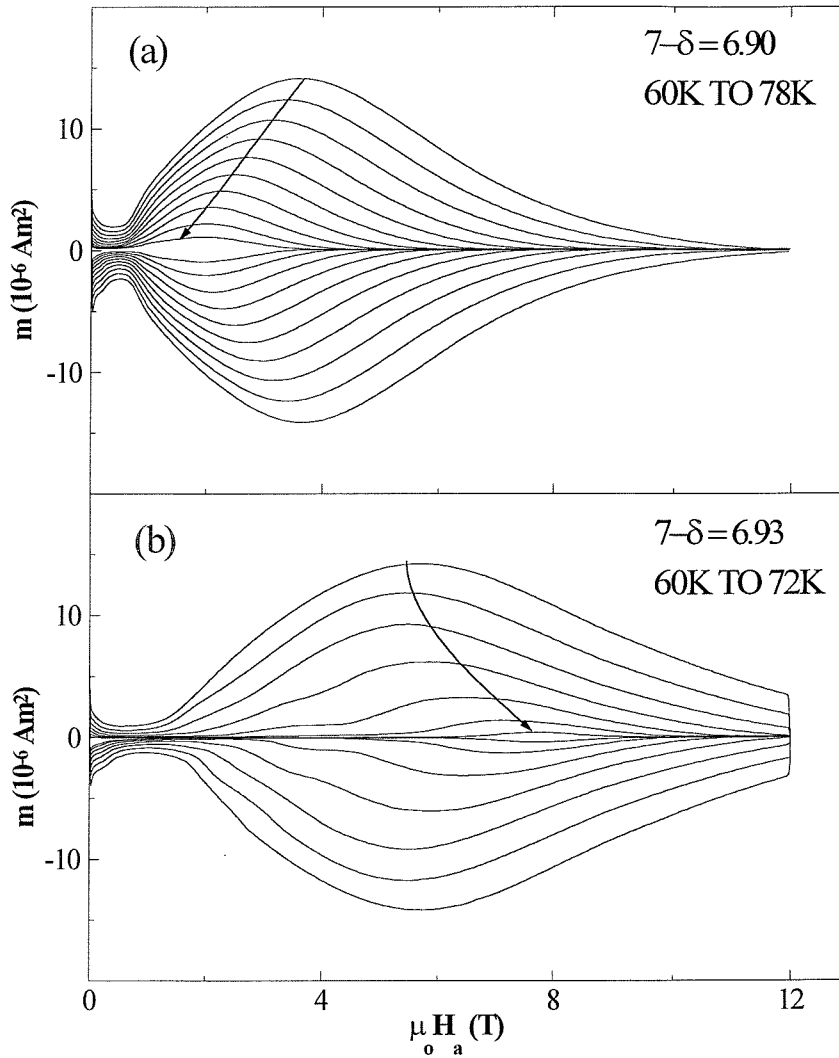 (a)
7–δ=6.90
60K TO 78K
10
0
-10
m (10⁻⁶ Am²)
(b)
7–δ=6.93
60K TO 72K
10
0
-10
m (10⁻⁶ Am²)
0 4 8 12
μₒHₐ(T)